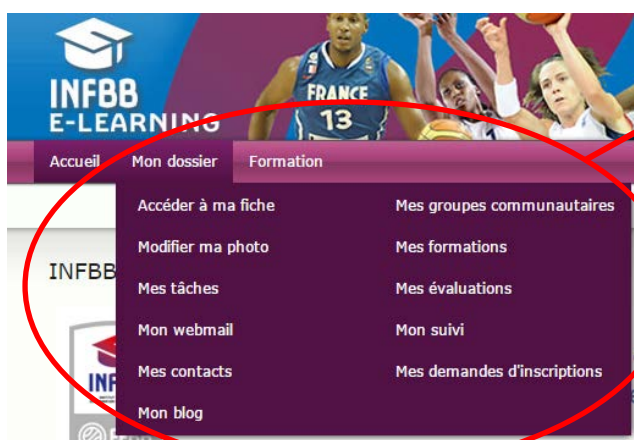 INFBB
E-LEARNING
FRANCE
13
Accueil Mon dossier Formation
Accéder à ma fiche Mes groupes communautaires
Modifier ma photo Mes formations
INFBB
Mes tâches Mes évaluations
Mon webmail Mon suivi
Mes contacts Mes demandes d'inscriptions
Mon blog